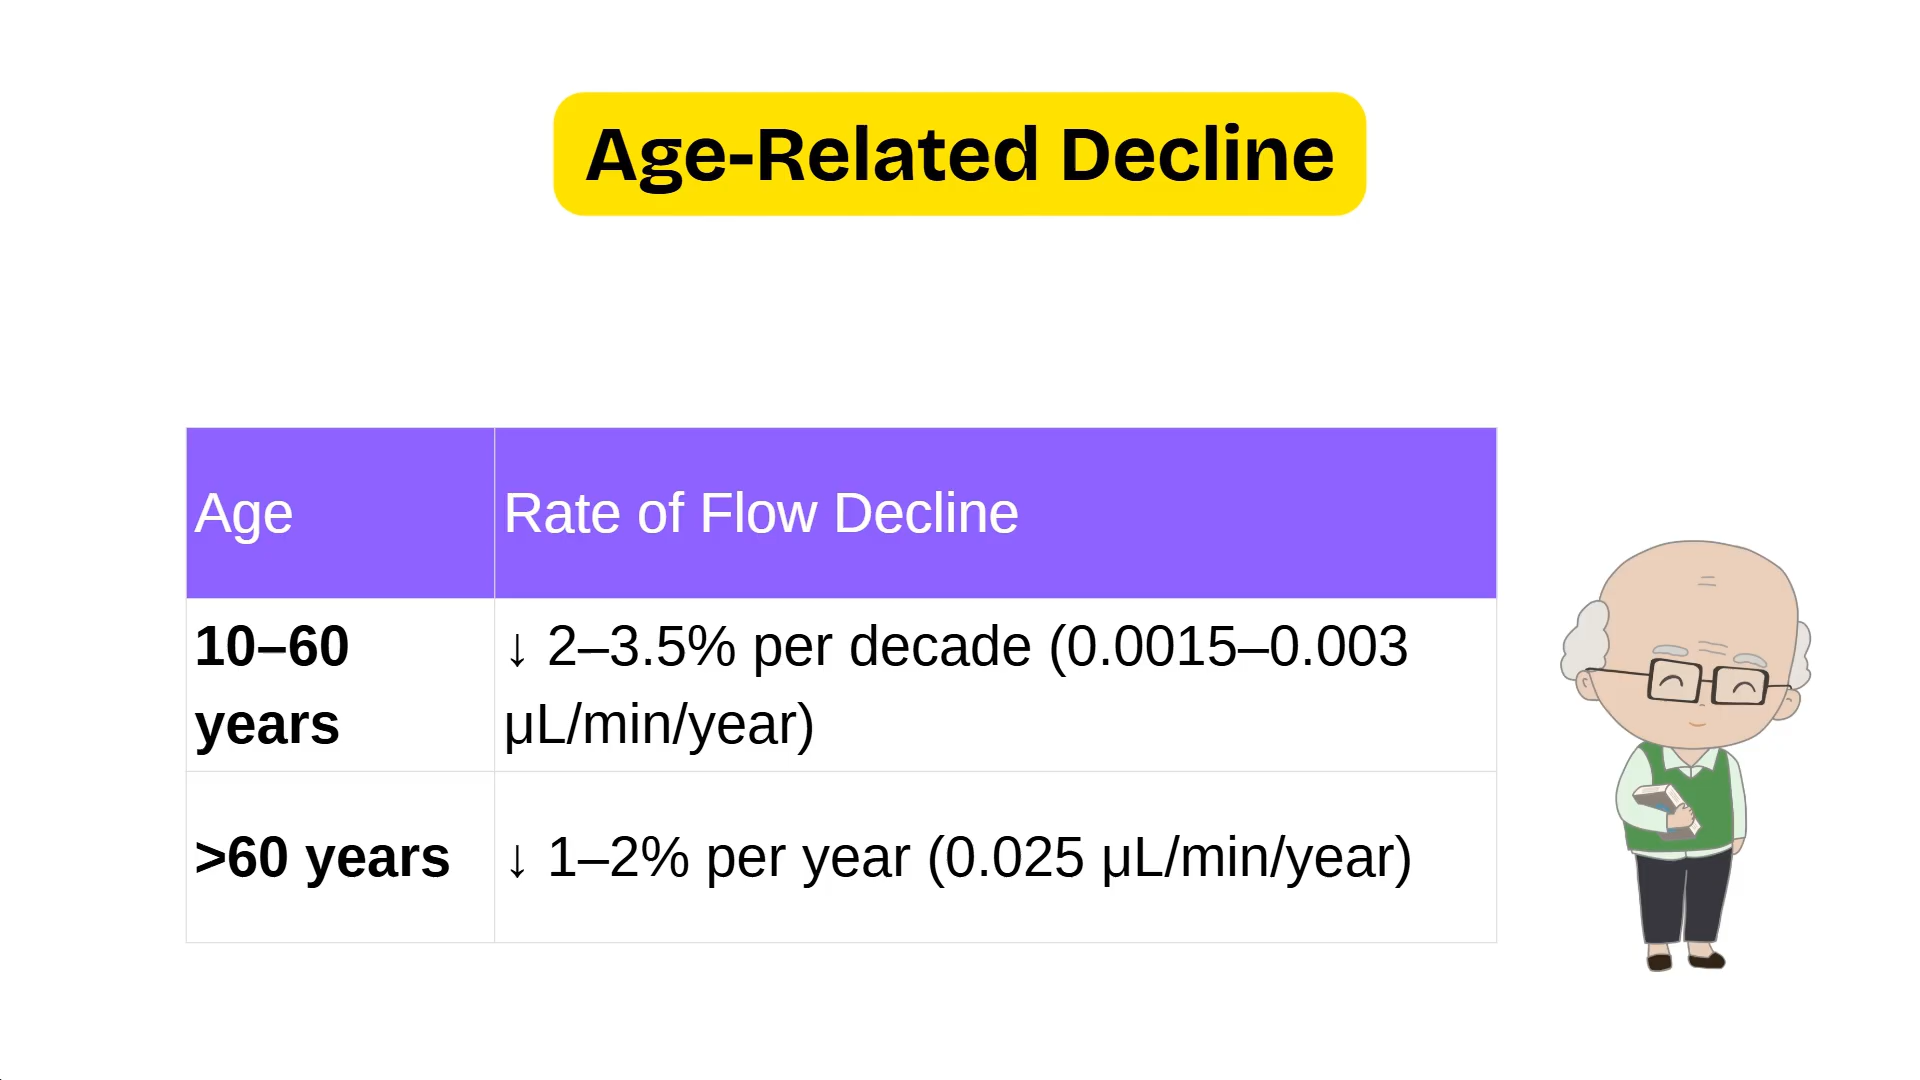 Age-Related Decline
Age
Rate of Flow Decline
10–60
years
↓ 2–3.5% per decade (0.0015–0.003
μL/min/year)
>60 years
↓ 1–2% per year (0.025 μL/min/year)